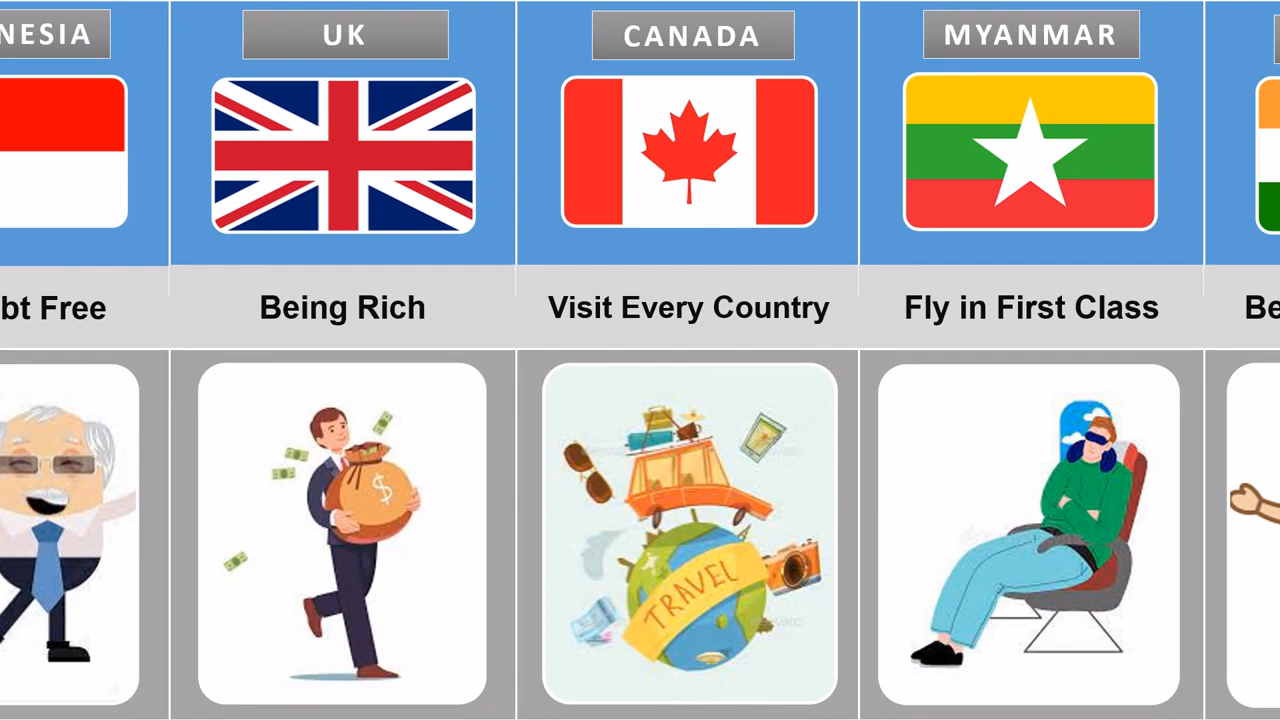 NESIA
UK
CANADA
MYANMAR
bt Free
Being Rich
Visit Every Country
Fly in First Class
Be
$
TRAVEL